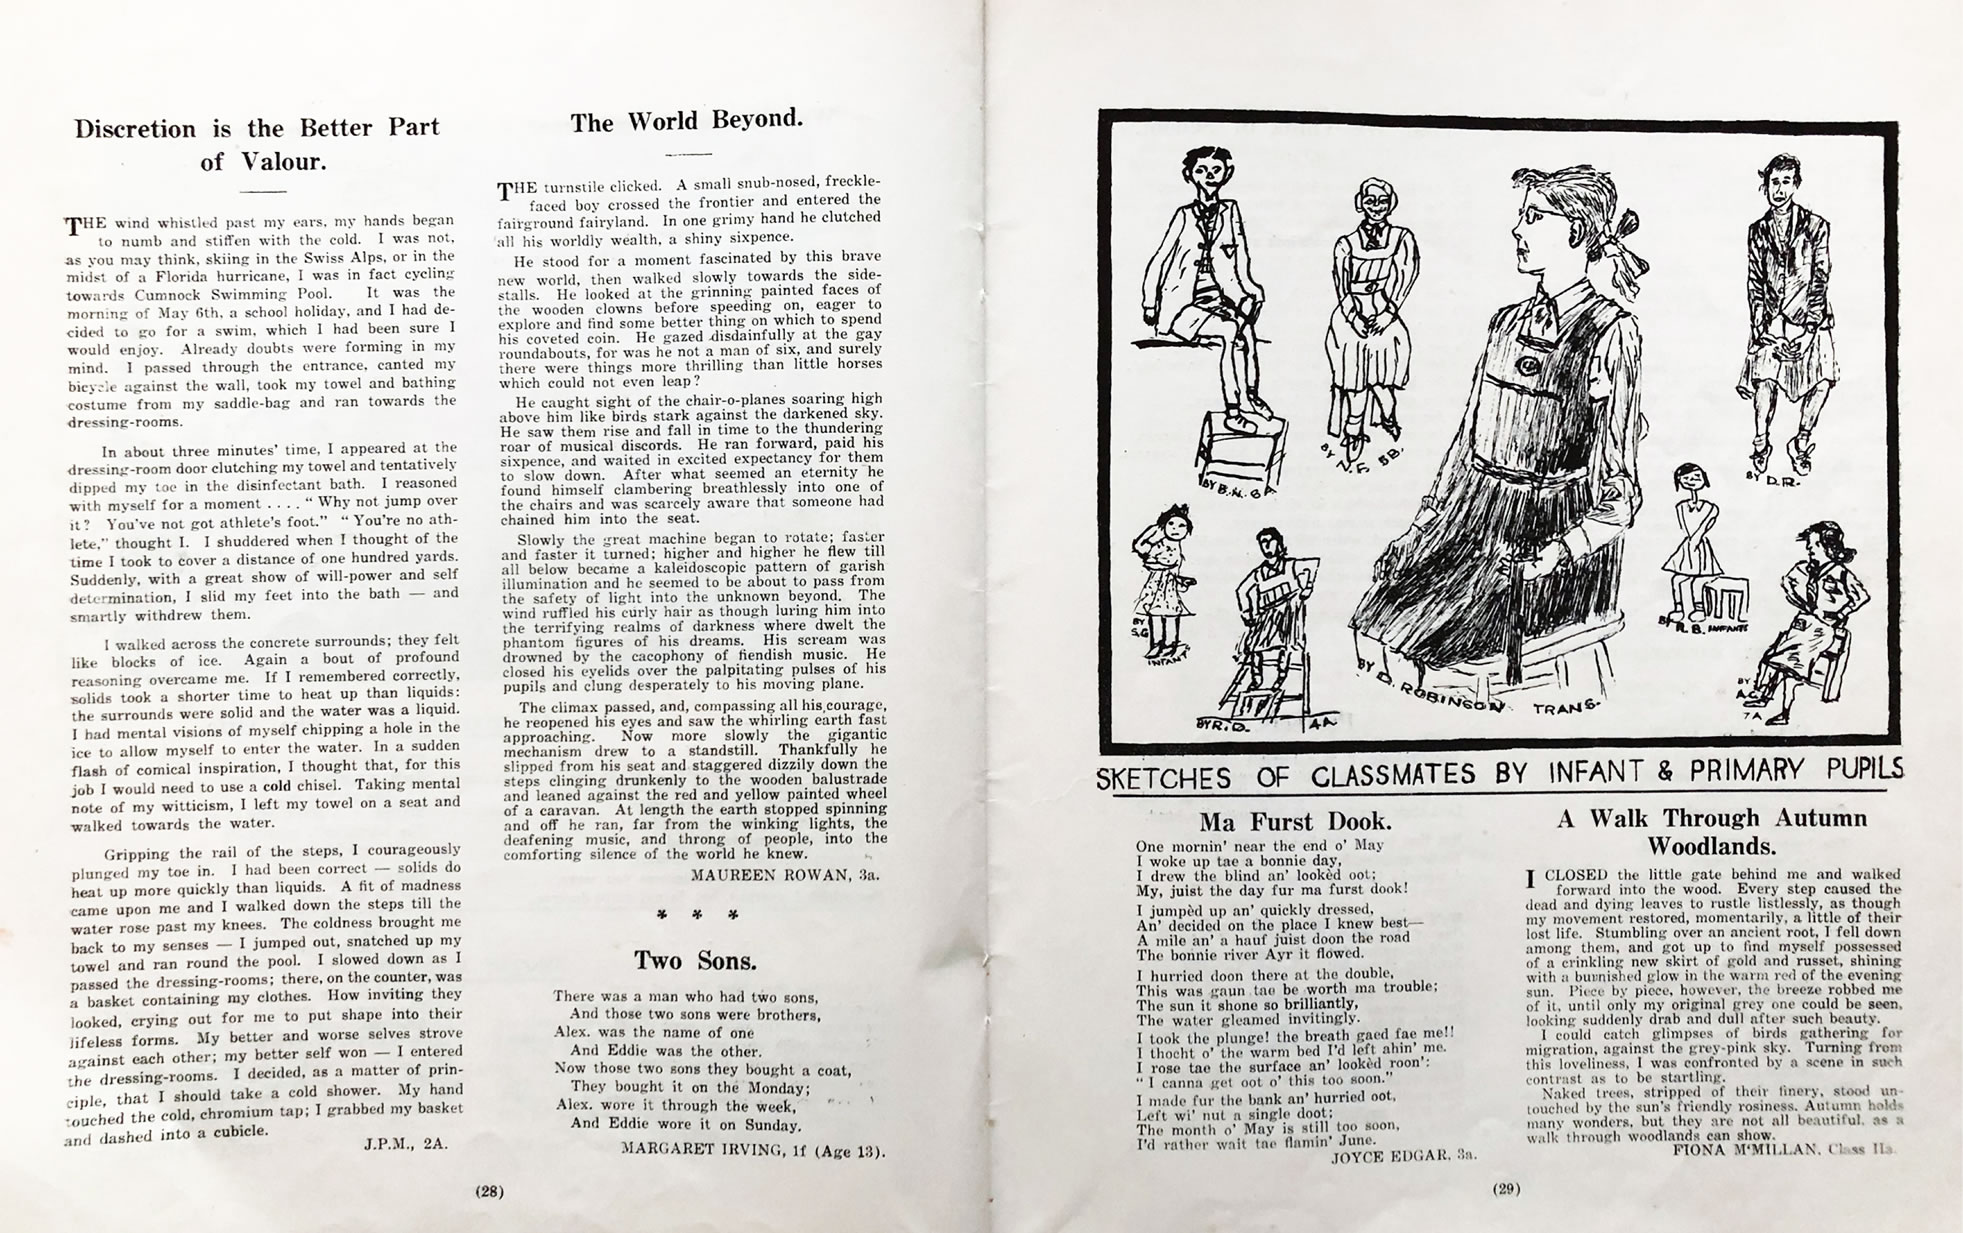 Discretion is the Better Part
of Valour.
THE wind whistled past my ears, my hands began
to numb and stiffen with the cold. I was not,
as you may think, skiing in the Swiss Alps, or in the
midst of a Florida hurricane, I was in fact cycling
towards Cumnock Swimming Pool. It was the
morning of May 6th, a school holiday, and I had de-
cided to go for a swim, which I had been sure I
would enjoy. Already doubts were forming in my
mind. I passed through the entrance, canted my
bicycle against the wall, took my towel and bathing
costume from my saddle-bag and ran towards the
dressing-rooms.
In about three minutes' time, I appeared at the
dressing-room door clutching my towel and tentatively
dipped my toe in the disinfectant bath. I reasoned
with myself for a moment . . . . " Why not jump over
it? You've not got athlete's foot." " You're no ath-
lete," thought I. I shuddered when I thought of the
time I took to cover a distance of one hundred yards.
Suddenly, with a great show of will-power and self
determination, I slid my feet into the bath — and
smartly withdrew them.
I walked across the concrete surrounds; they felt
like blocks of ice. Again a bout of profound
reasoning overcame me. If I remembered correctly,
solids took a shorter time to heat up than liquids:
the surrounds were solid and the water was a liquid.
I had mental visions of myself chipping a hole in the
ice to allow myself to enter the water. In a sudden
flash of comical inspiration, I thought that, for this
job I would need to use a cold chisel. Taking mental
note of my witticism, I left my towel on a seat and
walked towards the water.
Gripping the rail of the steps, I courageously
plunged my toe in. I had been correct — solids do
heat up more quickly than liquids. A fit of madness
came upon me and I walked down the steps till the
water rose past my knees. The coldness brought me
back to my senses — I jumped out, snatched up my
towel and ran round the pool. I slowed down as I
passed the dressing-rooms; there, on the counter, was
a basket containing my clothes. How inviting they
looked, crying out for me to put shape into their
lifeless forms. My better and worse selves strove
against each other; my better self won — I entered
the dressing-rooms. I decided, as a matter of prin-
ciple, that I should take a cold shower. My hand
touched the cold, chromium tap; I grabbed my basket
and dashed into a cubicle.
J.P.M., 2A.
The World Beyond.
THE turnstile clicked. A small snub-nosed, freckle-
faced boy crossed the frontier and entered the
fairground fairyland. In one grimy hand he clutched
all his worldly wealth, a shiny sixpence.
He stood for a moment fascinated by this brave
new world, then walked slowly towards the side-
stalls. He looked at the grinning painted faces of
the wooden clowns before speeding on, eager to
explore and find some better thing on which to spend
his coveted coin. He gazed disdainfully at the gay
roundabouts, for was he not a man of six, and surely
there were things more thrilling than little horses
which could not even leap?
He caught sight of the chair-o-planes soaring high
above him like birds stark against the darkened sky.
He saw them rise and fall in time to the thundering
roar of musical discords. He ran forward, paid his
sixpence, and waited in excited expectancy for them
to slow down. After what seemed an eternity he
found himself clambering breathlessly into one of
the chairs and was scarcely aware that someone had
chained him into the seat.
Slowly the great machine began to rotate; faster
and faster it turned; higher and higher he flew till
all below became a kaleidoscopic pattern of garish
illumination and he seemed to be about to pass from
the safety of light into the unknown beyond. The
wind ruffled his curly hair as though luring him into
the terrifying realms of darkness where dwelt the
phantom figures of his dreams. His scream was
drowned by the cacophony of fiendish music. He
closed his eyelids over the palpitating pulses of his
pupils and clung desperately to his moving plane.
The climax passed, and, compassing all his courage,
he reopened his eyes and saw the whirling earth fast
approaching. Now more slowly the gigantic
mechanism drew to a standstill. Thankfully he
slipped from his seat and staggered dizzily down the
steps clinging drunkenly to the wooden balustrade
and leaned against the red and yellow painted wheel
of a caravan. At length the earth stopped spinning
and off he ran, far from the winking lights, the
deafening music, and throng of people, into the
comforting silence of the world he knew.
MAUREEN ROWAN, 3a.
* * *
Two Sons.
There was a man who had two sons,
And those two sons were brothers,
Alex. was the name of one
And Eddie was the other.
Now those two sons they bought a coat,
They bought it on the Monday;
Alex. wore it through the week,
And Eddie wore it on Sunday.
MARGARET IRVING, 1f (Age 13).
(28)
BY B.N. 6A
BY N.F. 5B.
BY D.R.
BY S.G.
INFANT
BY R.D. 4A
BY D. ROBINSON TRANS.
BY R.B. INFANTS
BY A.C.
7A
SKETCHES OF CLASSMATES BY INFANT & PRIMARY PUPILS
Ma Furst Dook.
One mornin' near the end o' May
I woke up tae a bonnie day,
I drew the blind an' lookèd oot;
My, juist the day fur ma furst dook!
I jumpèd up an' quickly dressed,
An' decided on the place I knew best—
A mile an' a hauf juist doon the road
The bonnie river Ayr it flowed.
I hurried doon there at the double,
This was gaun tae be worth ma trouble;
The sun it shone so brilliantly,
The water gleamed invitingly.
I took the plunge! the breath gaed fae me!!
I thocht o' the warm bed I'd left ahin' me.
I rose tae the surface an' lookèd roon':
" I canna get oot o' this too soon."
I made fur the bank an' hurried oot,
Left wi' nut a single doot;
The month o' May is still too soon,
I'd rather wait tae flamin' June.
JOYCE EDGAR, 3a.
A Walk Through Autumn
Woodlands.
I CLOSED the little gate behind me and walked
forward into the wood. Every step caused the
dead and dying leaves to rustle listlessly, as though
my movement restored, momentarily, a little of their
lost life. Stumbling over an ancient root, I fell down
among them, and got up to find myself possessed
of a crinkling new skirt of gold and russet, shining
with a burnished glow in the warm red of the evening
sun. Piece by piece, however, the breeze robbed me
of it, until only my original grey one could be seen,
looking suddenly drab and dull after such beauty.
I could catch glimpses of birds gathering for
migration, against the grey-pink sky. Turning from
this loveliness, I was confronted by a scene in such
contrast as to be startling.
Naked trees, stripped of their finery, stood un-
touched by the sun's friendly rosiness. Autumn holds
many wonders, but they are not all beautiful, as a
walk through woodlands can show.
FIONA M'MILLAN, Class IIa.
(29)